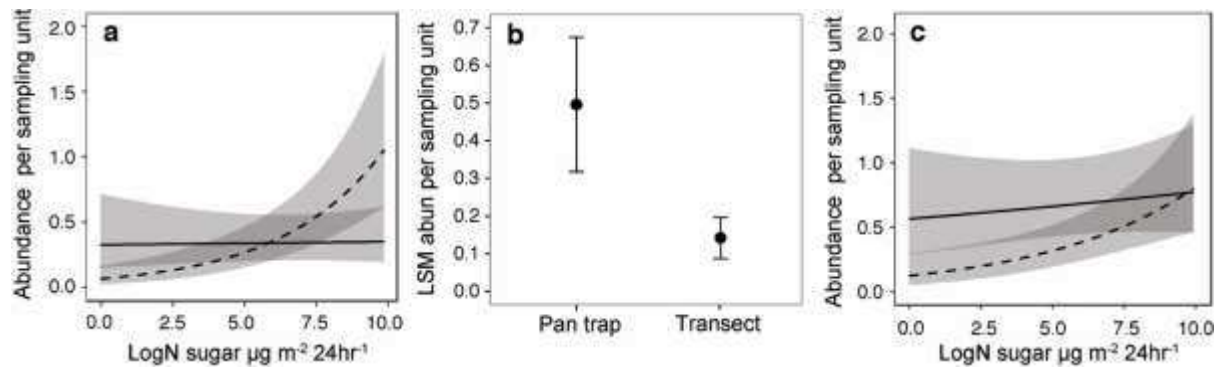 a
Abundance per sampling unit
2.0
1.5
1.0
0.5
0.0
0.0 2.5 5.0 7.5 10.0
LogN sugar µg m⁻² 24hr⁻¹
b
LSM abun per sampling unit
0.7
0.6
0.5
0.4
0.3
0.2
0.1
0.0
Pan trap Transect
c
Abundance per sampling unit
2.0
1.5
1.0
0.5
0.0
0.0 2.5 5.0 7.5 10.0
LogN sugar µg m⁻² 24hr⁻¹